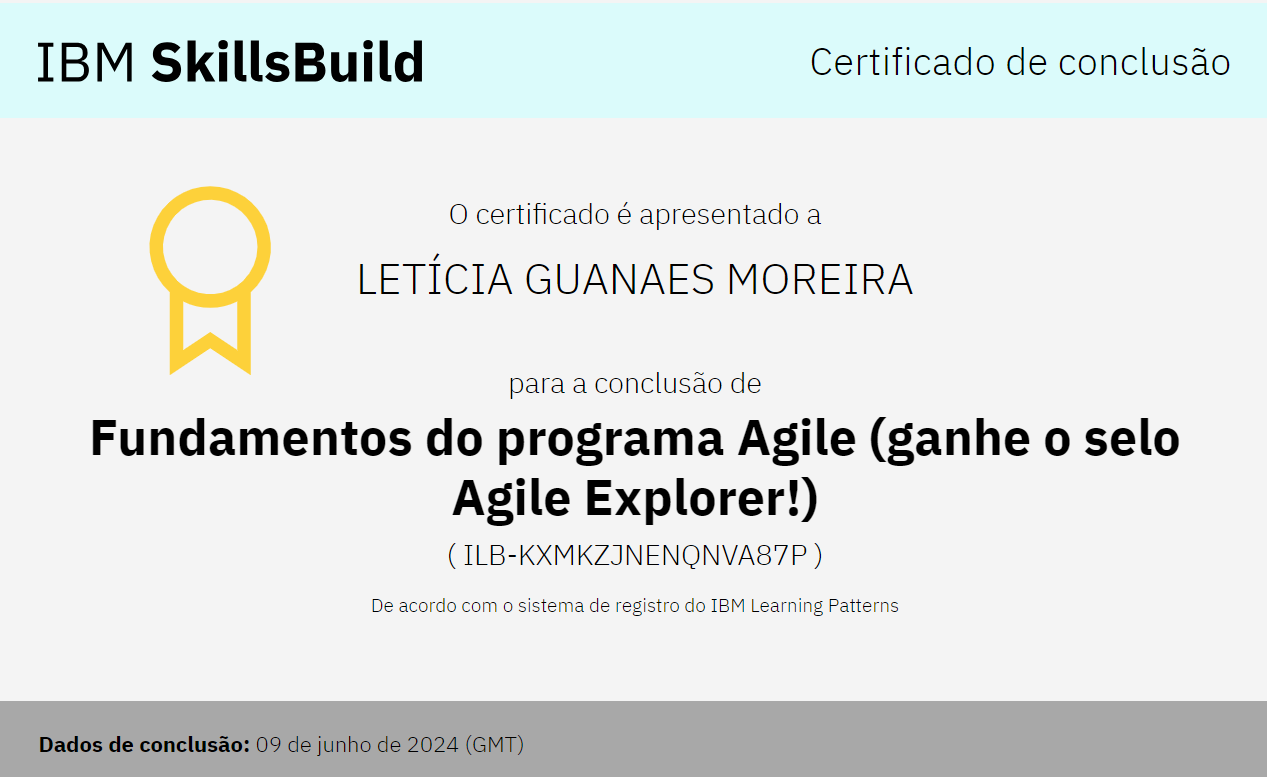 IBM SkillsBuild
Certificado de conclusão
O certificado é apresentado a
LETÍCIA GUANAES MOREIRA
para a conclusão de
Fundamentos do programa Agile (ganhe o selo
Agile Explorer!)
( ILB-KXMKZJNENQNVA87P )
De acordo com o sistema de registro do IBM Learning Patterns
Dados de conclusão: 09 de junho de 2024 (GMT)